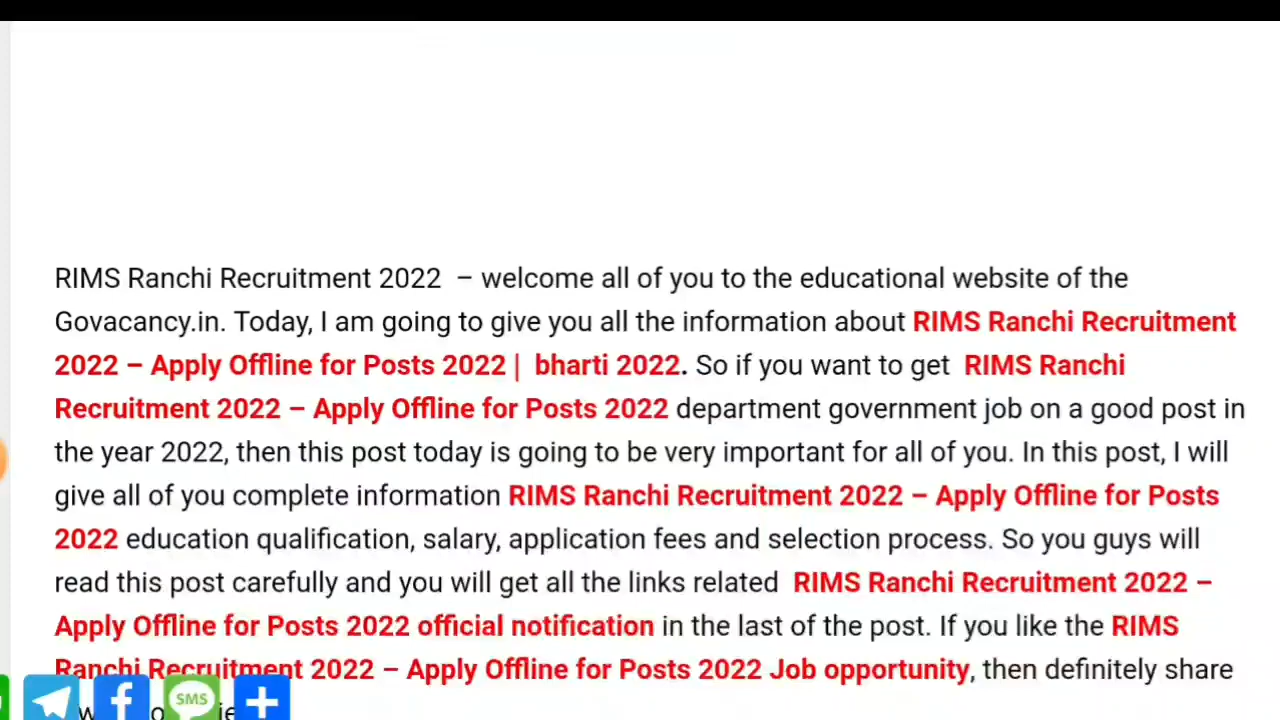 RIMS Ranchi Recruitment 2022 – welcome all of you to the educational website of the
Govacancy.in. Today, I am going to give you all the information about RIMS Ranchi Recruitment
2022 – Apply Offline for Posts 2022 | bharti 2022. So if you want to get RIMS Ranchi
Recruitment 2022 – Apply Offline for Posts 2022 department government job on a good post in
the year 2022, then this post today is going to be very important for all of you. In this post, I will
give all of you complete information RIMS Ranchi Recruitment 2022 – Apply Offline for Posts
2022 education qualification, salary, application fees and selection process. So you guys will
read this post carefully and you will get all the links related RIMS Ranchi Recruitment 2022 –
Apply Offline for Posts 2022 official notification in the last of the post. If you like the RIMS
Ranchi Recruitment 2022 – Apply Offline for Posts 2022 Job opportunity, then definitely share
SMS